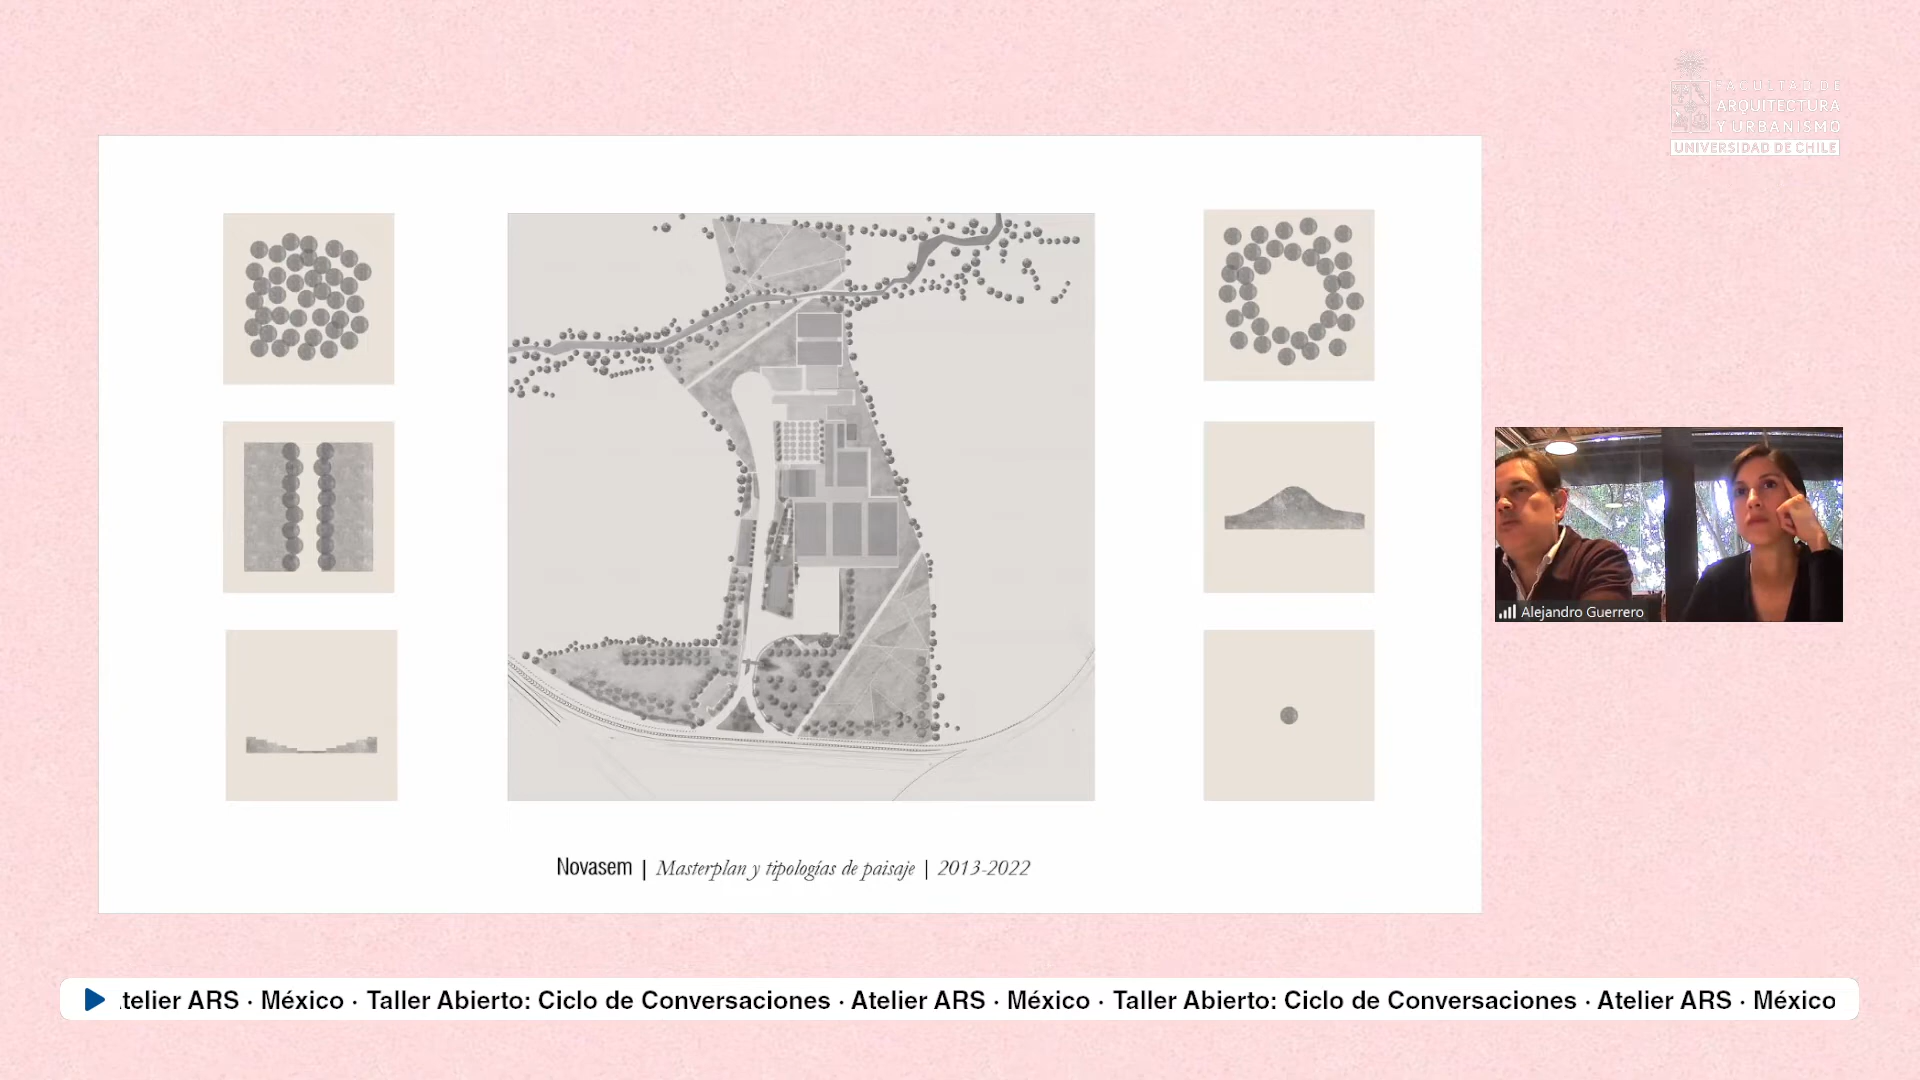 FACULTAD DE
ARQUITECTURA
Y URBANISMO
UNIVERSIDAD DE CHILE
Alejandro Guerrero
Novasem | Masterplan y tipologías de paisaje | 2013-2022
telier ARS · México · Taller Abierto: Ciclo de Conversaciones · Atelier ARS · México · Taller Abierto: Ciclo de Conversaciones · Atelier ARS · México